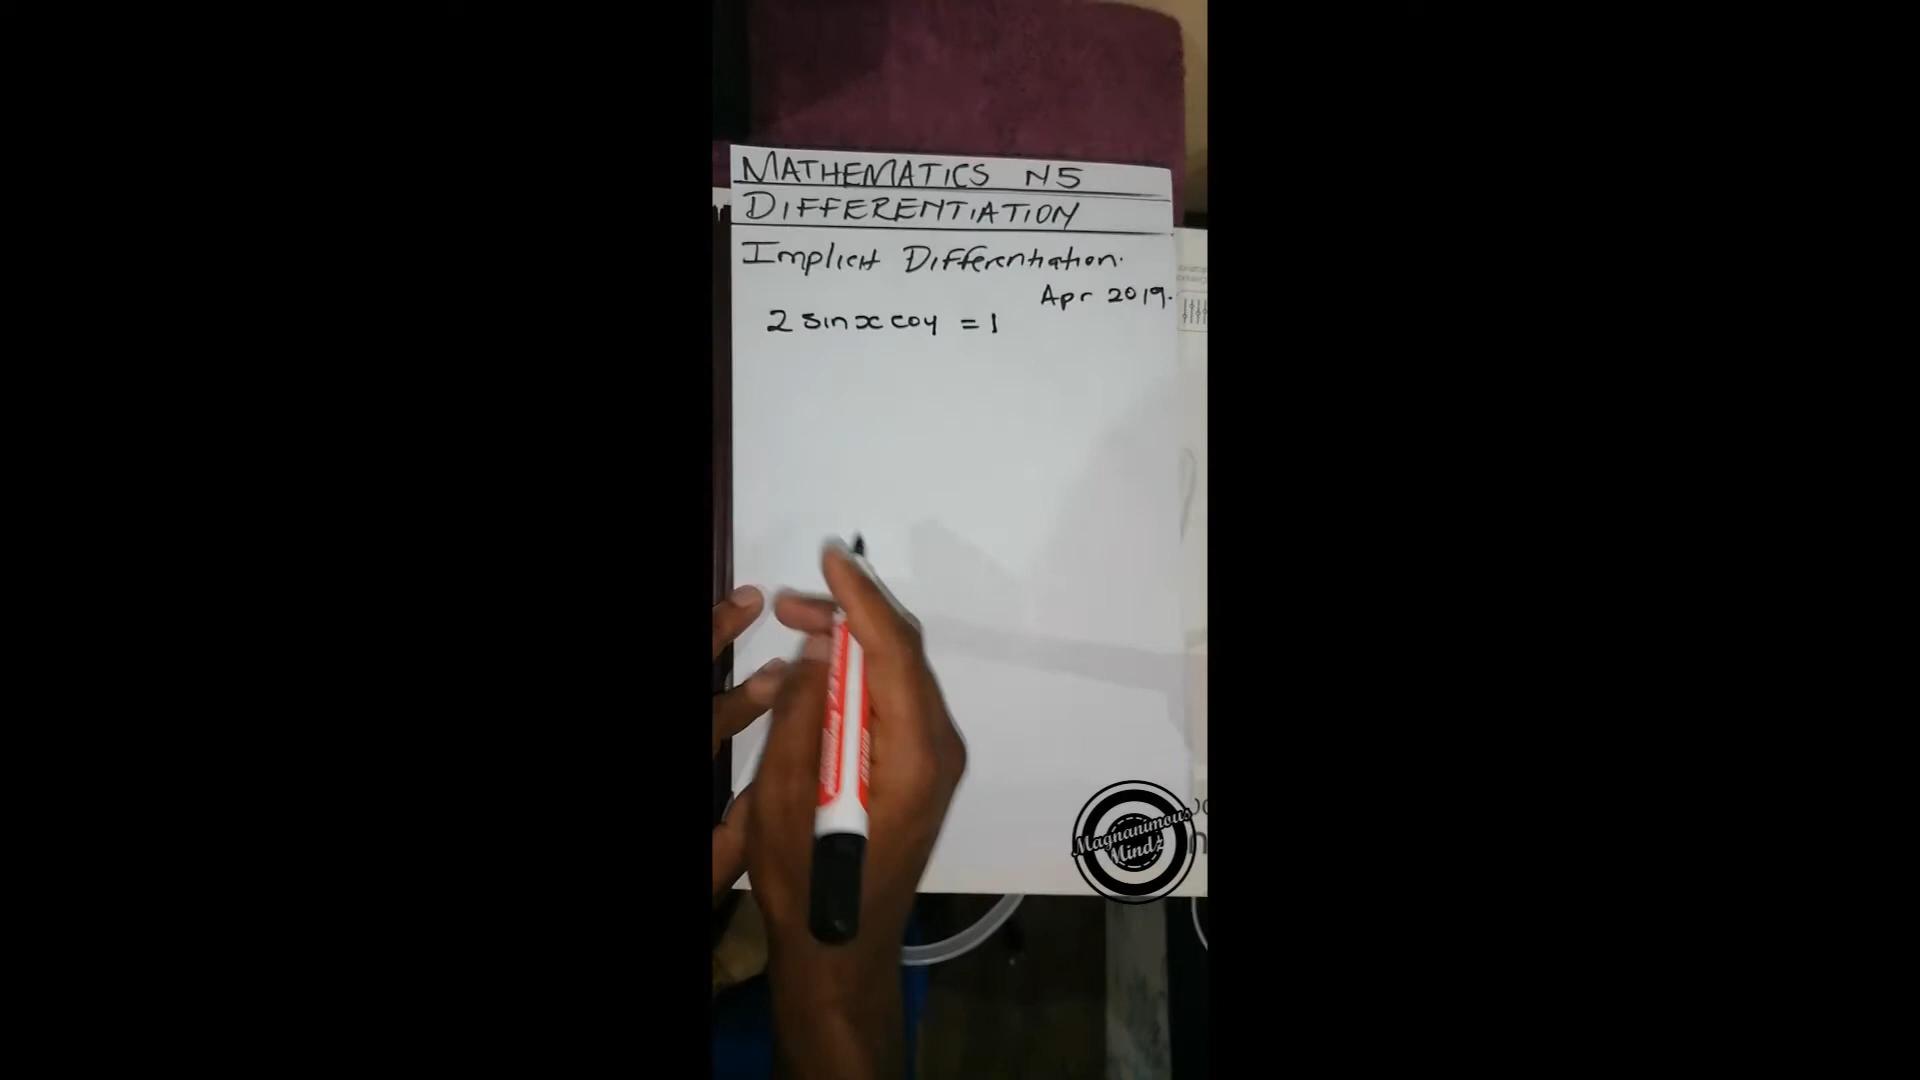 MATHEMATICS N5
DIFFERENTIATION
Implicit Differentiation.
Apr 2019.
2 sin x coy = 1
Magnanimous
Mindz